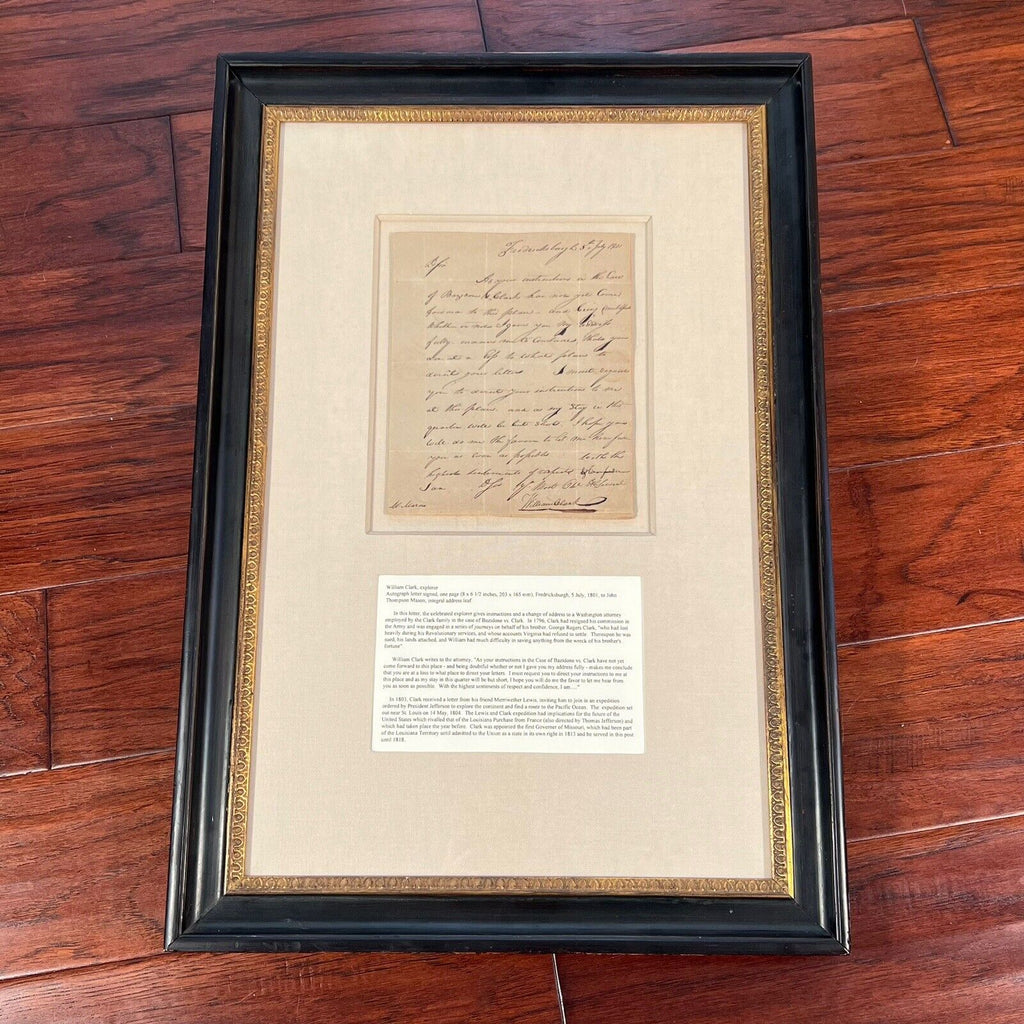 Fredericksburgh 5th July 1801
D Sir
As your instructions in the Case
of Bazadone vs Clark have not yet Come
forward to this place - and being doubtfull
Whether or not I gave you my address
fully makes me to Conclude that you
are at a loss to what place to
direct your letters I must request
you to direct your instructions to me
at this place and as my Stay in this
quarter will be but Short I hope you
will do me the favour to let me hear from
you as soon as possible with the
highest sentiments of respect &
I am D Sir Yr Most Obt H Servt
Wm Clark
William Clark, explorer
Autograph letter signed, one page (8 x 6 1/2 inches, 203 x 165 mm), Fredricksburgh, 5 July, 1801, to John
Thompson Mason, integral address leaf
In this letter, the celebrated explorer gives instructions and a change of address to a Washington attorney
employed by the Clark family in the case of Bazidone vs. Clark. In 1796, Clark had resigned his commission in
the Army and was engaged in a series of journeys on behalf of his brother, George Rogers Clark, "who had lost
heavily during his Revolutionary services, and whose accounts Virginia had refused to settle. Thereupon he was
sued, his lands attached, and William had much difficulty in saving anything from the wreck of his brother's
fortune"
William Clark writes to the attorney, "As your instructions in the Case of Bazidone vs. Clark have not yet
come forward to this place - and being doubtful whether or not I gave you my address fully - makes me conclude
that you are at a loss to what place to direct your letters. I must request you to direct your instructions to me at
this place and as my stay in this quarter will be but short, I hope you will do me the favor to let me hear from
you as soon as possible. With the highest sentiments of respect and confidence, I am...."
In 1803, Clark received a letter from his friend Merriwether Lewis, inviting him to join in an expedition
ordered by President Jefferson to explore the continent and find a route to the Pacific Ocean. The expedition set
out near St. Louis on 14 May, 1804. The Lewis and Clark expedition had implications for the future of the
United States which rivalled that of the Louisiana Purchase from France (also directed by Thomas Jefferson) and
which had taken place the year before. Clark was appointed the first Governor of Missouri, which had been part
of the Louisiana Territory until admitted to the Union as a state in its own right in 1813 and he served in this post
until 1818.